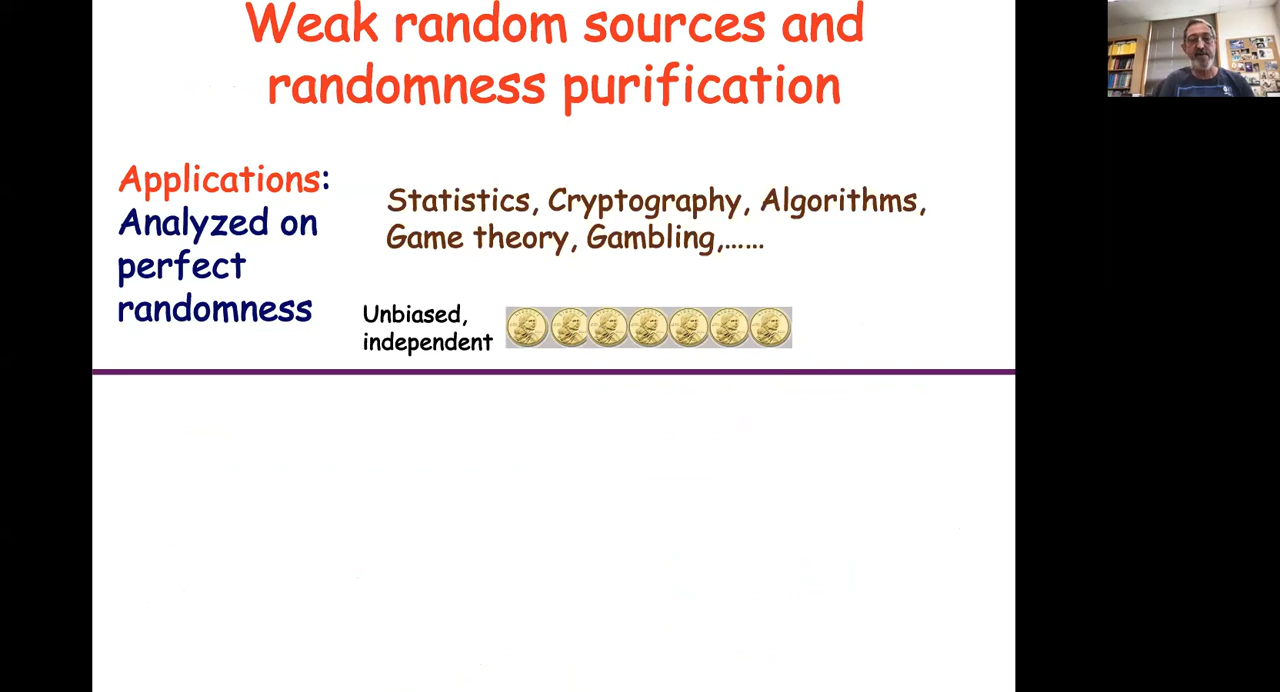 Weak random sources and
randomness purification
Applications:
Analyzed on
perfect
randomness
Statistics, Cryptography, Algorithms,
Game theory, Gambling,......
Unbiased,
independent